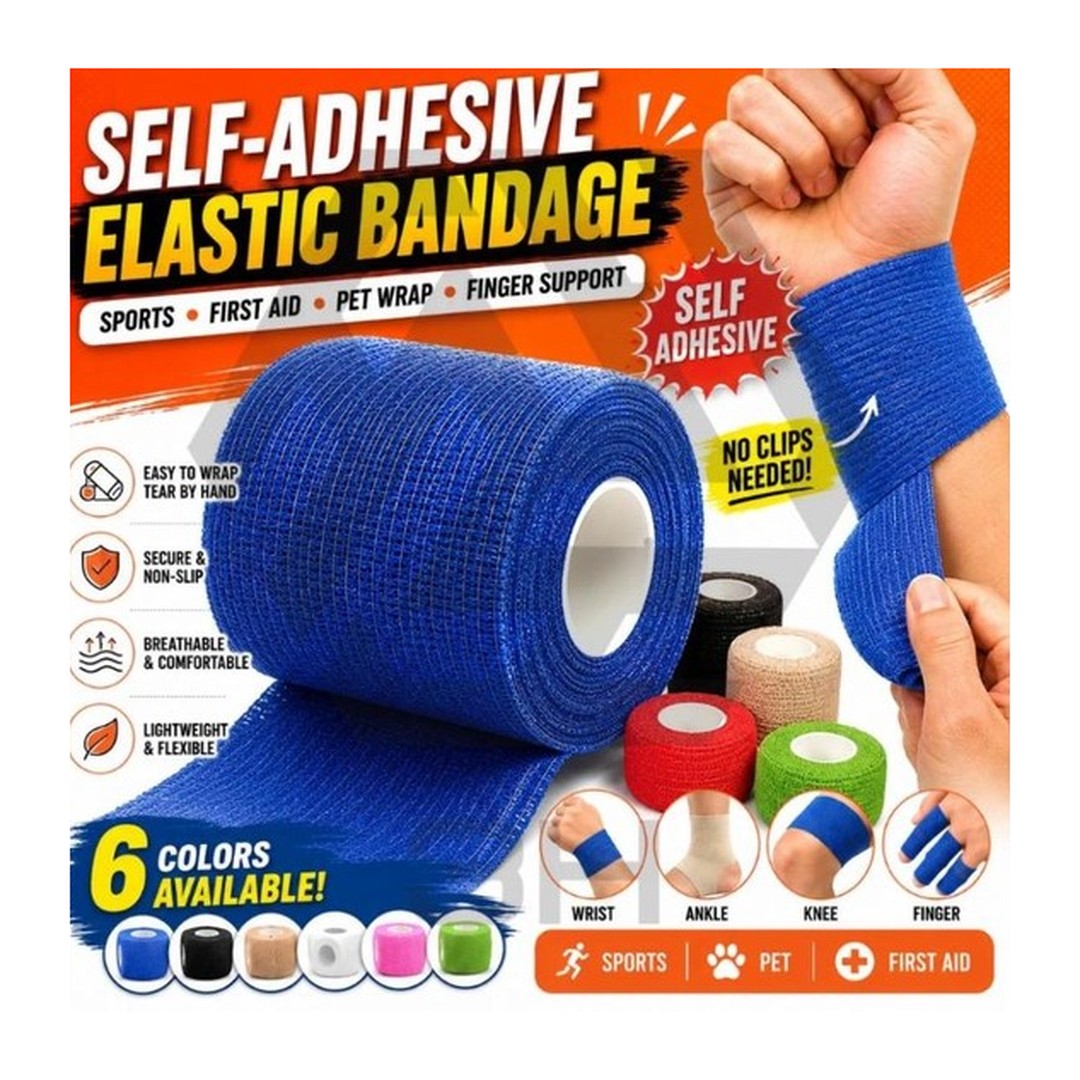 SELF-ADHESIVE
ELASTIC BANDAGE
SPORTS • FIRST AID • PET WRAP • FINGER SUPPORT
SELF
ADHESIVE
NO CLIPS
NEEDED!
EASY TO WRAP
TEAR BY HAND
SECURE &
NON-SLIP
BREATHABLE
& COMFORTABLE
LIGHTWEIGHT
& FLEXIBLE
6 COLORS
AVAILABLE!
WRIST
ANKLE
KNEE
FINGER
SPORTS
PET
FIRST AID